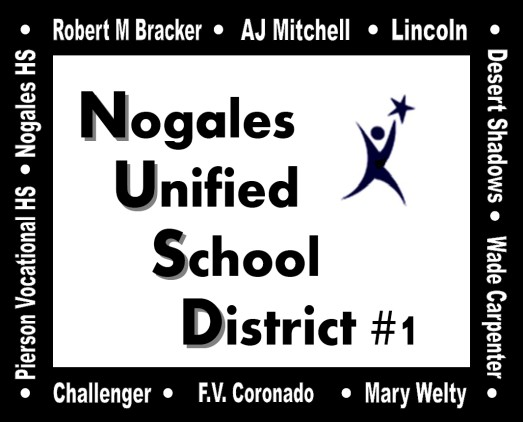 • Robert M Bracker • AJ Mitchell • Lincoln •
Desert Shadows • Wade Carpenter
• Challenger • F.V. Coronado • Mary Welty •
Pierson Vocational HS • Nogales HS
Nogales
Unified
School
District #1